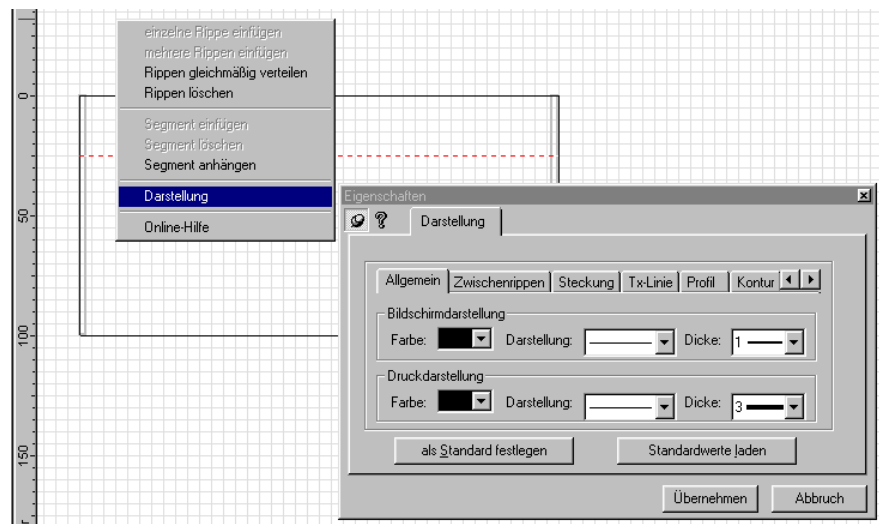 einzelne Rippe einfügen
mehrere Rippen einfügen
Rippen gleichmäßig verteilen
Rippen löschen
Segment einfügen
Segment löschen
Segment anhängen
Darstellung
Online-Hilfe
0
50
100
150
Eigenschaften
Darstellung
Allgemein Zwischenrippen Steckung Tx-Linie Profil Kontur
Bildschirmdarstellung
Farbe: Darstellung: Dicke: 1
Druckdarstellung
Farbe: Darstellung: Dicke: 3
als Standard festlegen Standardwerte laden
Übernehmen Abbruch